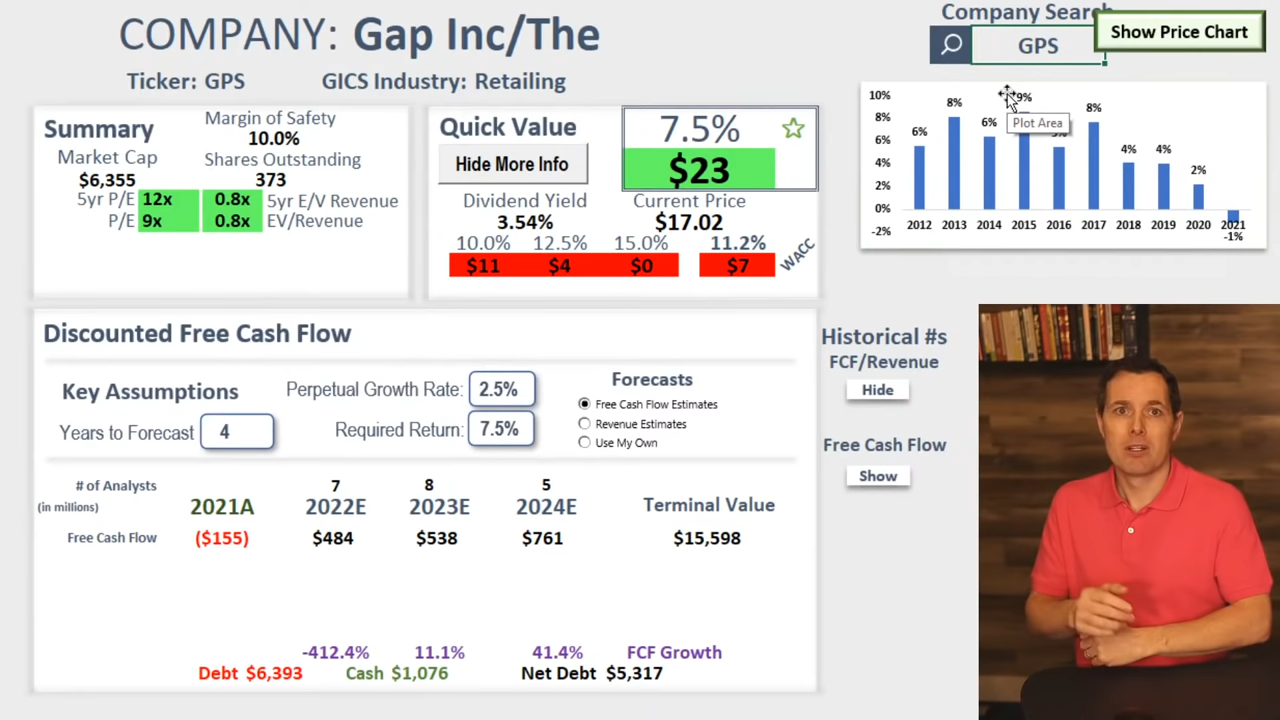 COMPANY: Gap Inc/The
Ticker: GPS GICS Industry: Retailing
Company Search
GPS
Show Price Chart
Summary
Margin of Safety
10.0%
Market Cap
$6,355
Shares Outstanding
373
5yr P/E 12x 0.8x 5yr E/V Revenue
P/E 9x 0.8x EV/Revenue
Quick Value
Hide More Info
7.5%
$23
Dividend Yield
3.54%
Current Price
$17.02
10.0% 12.5% 15.0% 11.2%
$11 $4 $0 $7 WACC
10%
8%
6%
4%
2%
0%
-2%
6% 8% 6% 9% 8% 4% 4% 2% -1%
Plot Area
2012 2013 2014 2015 2016 2017 2018 2019 2020 2021
Discounted Free Cash Flow
Key Assumptions
Years to Forecast 4
Perpetual Growth Rate: 2.5%
Required Return: 7.5%
Forecasts
Free Cash Flow Estimates
Revenue Estimates
Use My Own
Historical #s
FCF/Revenue
Hide
Free Cash Flow
Show
# of Analysts 7 8 5
(in millions) 2021A 2022E 2023E 2024E Terminal Value
Free Cash Flow ($155) $484 $538 $761 $15,598
-412.4% 11.1% 41.4% FCF Growth
Debt $6,393 Cash $1,076 Net Debt $5,317